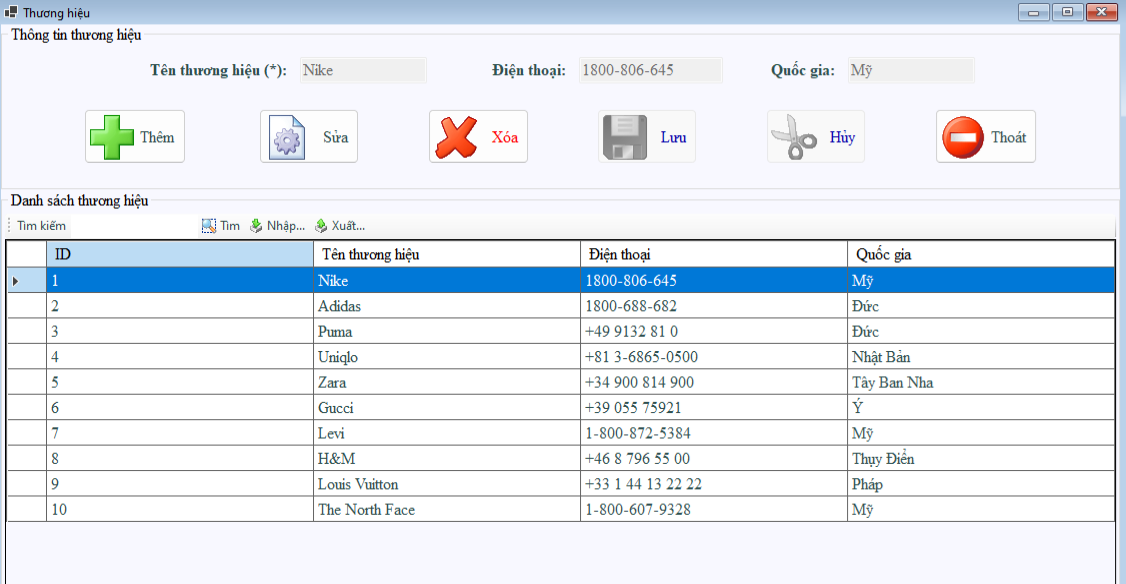 Thương hiệu
Thông tin thương hiệu
Tên thương hiệu (*): Nike Điện thoại: 1800-806-645 Quốc gia: Mỹ
Thêm Sửa Xóa Lưu Hủy Thoát
Danh sách thương hiệu
Tìm kiếm Tìm Nhập... Xuất...
ID Tên thương hiệu Điện thoại Quốc gia
1 Nike 1800-806-645 Mỹ
2 Adidas 1800-688-682 Đức
3 Puma +49 9132 81 0 Đức
4 Uniqlo +81 3-6865-0500 Nhật Bản
5 Zara +34 900 814 900 Tây Ban Nha
6 Gucci +39 055 75921 Ý
7 Levi 1-800-872-5384 Mỹ
8 H&M +46 8 796 55 00 Thụy Điển
9 Louis Vuitton +33 1 44 13 22 22 Pháp
10 The North Face 1-800-607-9328 Mỹ